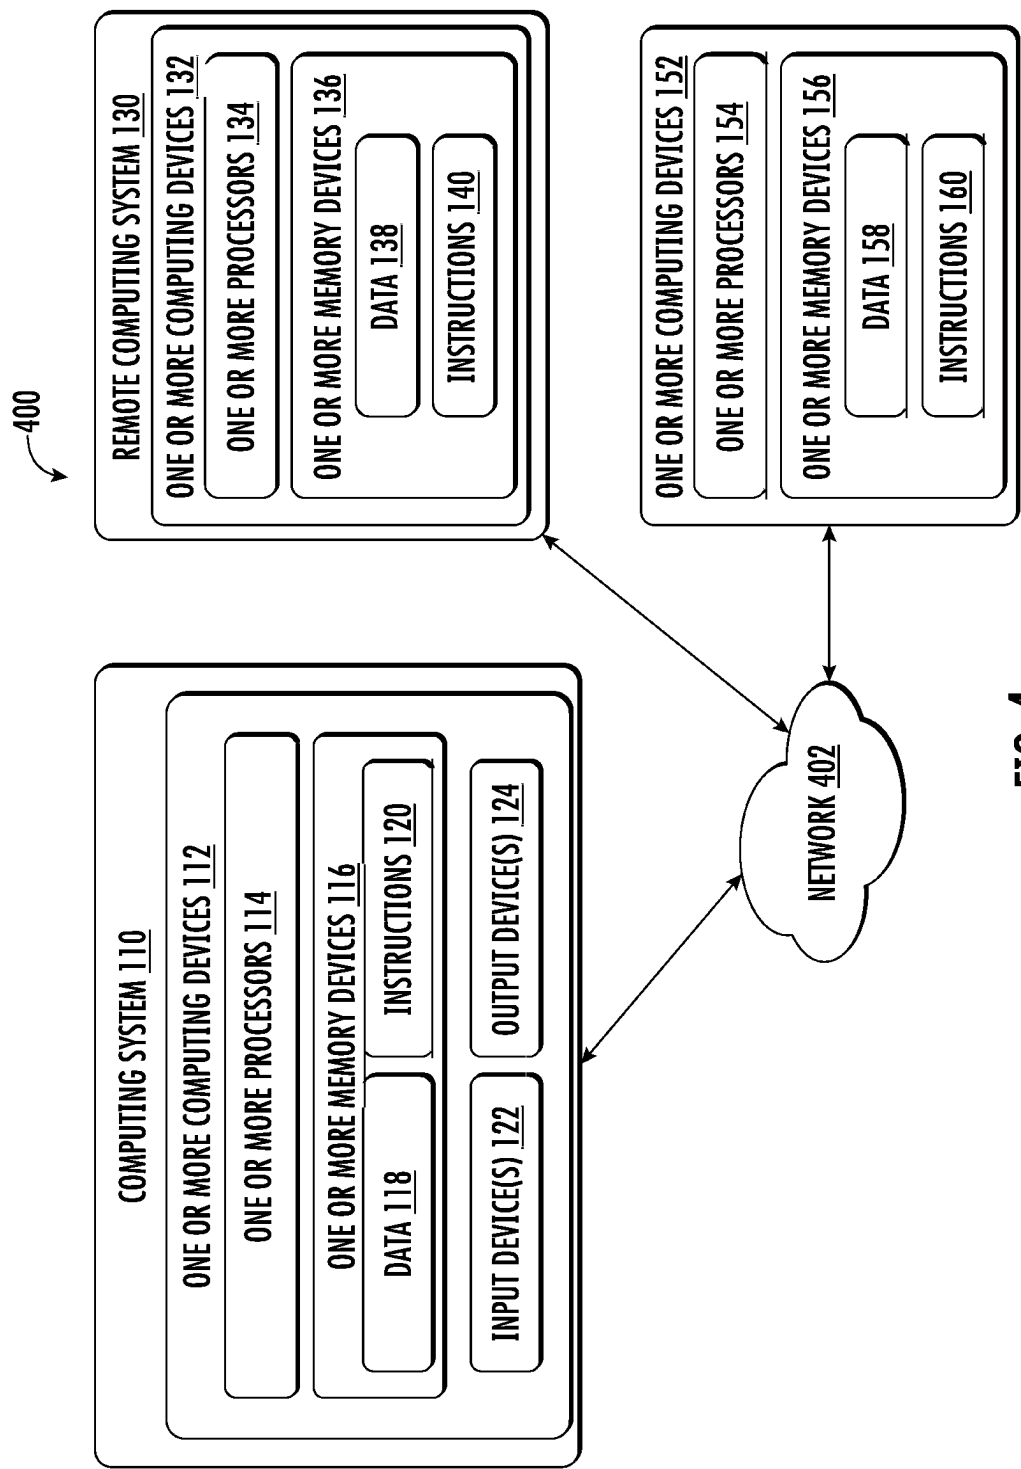 400
COMPUTING SYSTEM 110
ONE OR MORE COMPUTING DEVICES 112
ONE OR MORE PROCESSORS 114
ONE OR MORE MEMORY DEVICES 116
DATA 118
INSTRUCTIONS 120
INPUT DEVICE(S) 122
OUTPUT DEVICE(S) 124
REMOTE COMPUTING SYSTEM 130
ONE OR MORE COMPUTING DEVICES 132
ONE OR MORE PROCESSORS 134
ONE OR MORE MEMORY DEVICES 136
DATA 138
INSTRUCTIONS 140
NETWORK 402
ONE OR MORE COMPUTING DEVICES 152
ONE OR MORE PROCESSORS 154
ONE OR MORE MEMORY DEVICES 156
DATA 158
INSTRUCTIONS 160